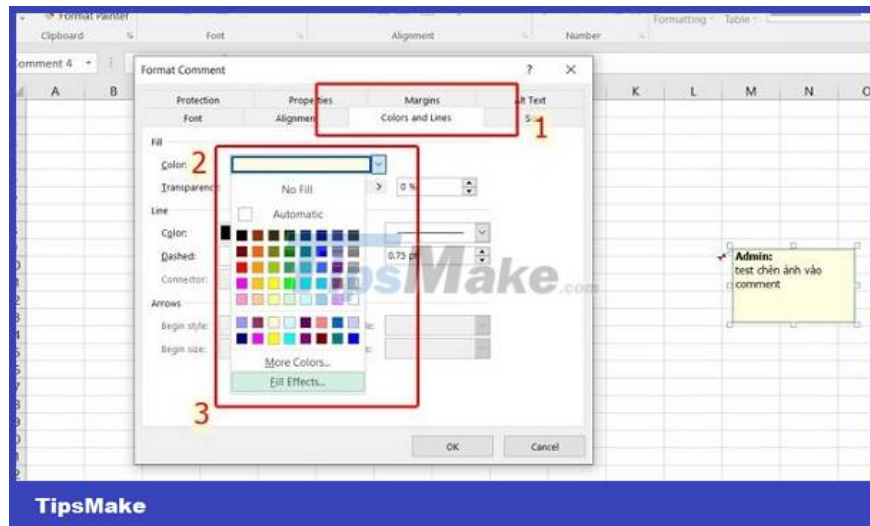 Format Painter
Clipboard
Font
Alignment
Number
Formatting
Table
omment 4
A
B
K
L
M
N
O
Format Comment
?
Protection
Properties
Margins
Alt Text
Font
Alignment
Colors and Lines
1
Fill
Color:
2
Transparency:
0 %
No Fill
Automatic
Line
Color:
Dashed:
0.75 pt
Connector:
Arrows
Begin style:
Begin size:
More Colors...
Fill Effects...
3
OK
Cancel
Admin:
test chèn ảnh vào
comment
TipsMake.com
TipsMake